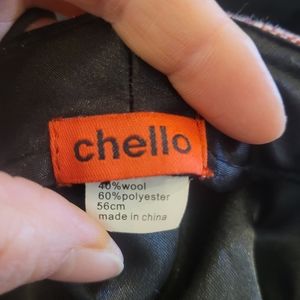 chello
40%wool
60%polyester
56cm
made in china